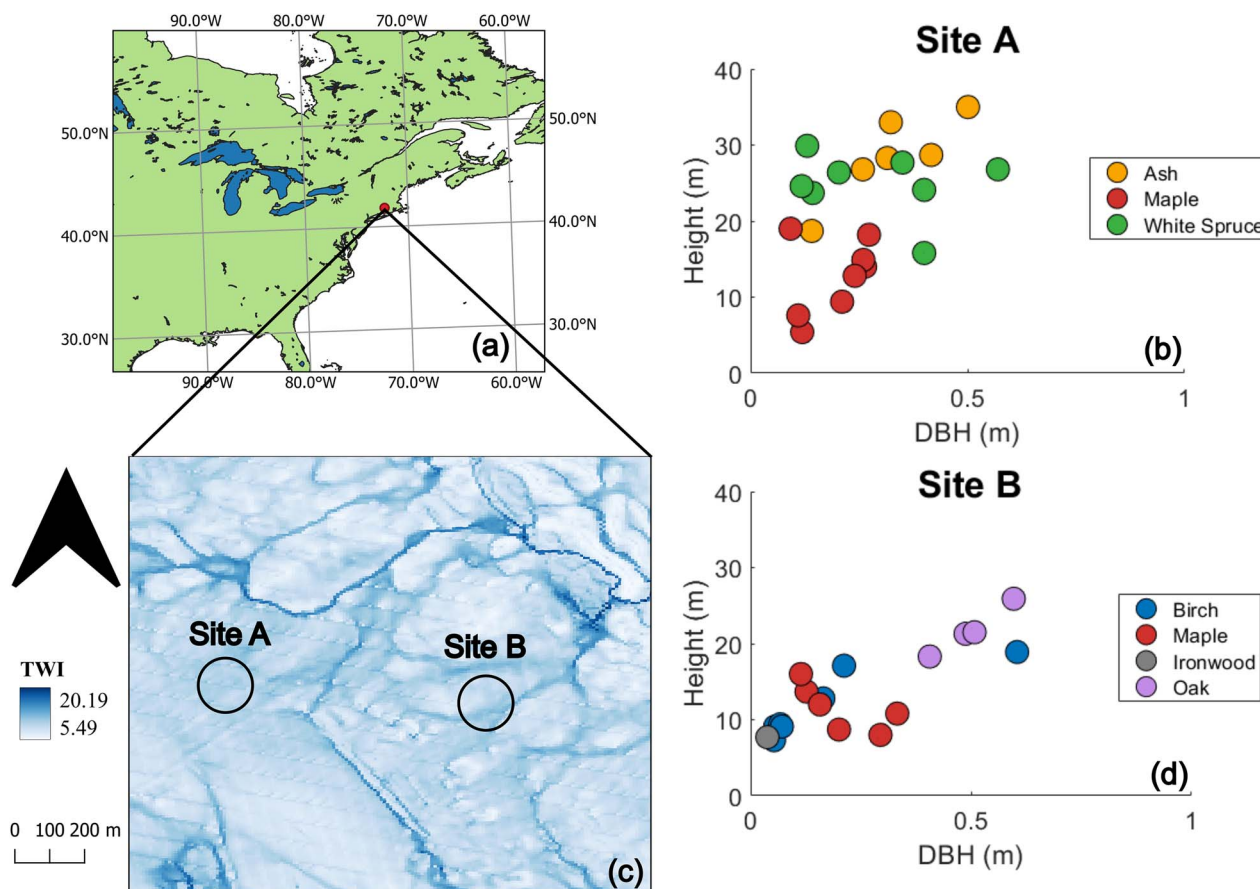 90.0°W 80.0°W 70.0°W 60.0°W
50.0°N 50.0°N
40.0°N 40.0°N
30.0°N 30.0°N
(a)
90.0°W 80.0°W 70.0°W 60.0°W
Site A
40
30
20
10
0
Height (m)
Ash
Maple
White Spruce
(b)
0 0.5 1
DBH (m)
Site A
Site B
TWI
20.19
5.49
0 100 200 m
(c)
Site B
40
30
20
10
0
Height (m)
Birch
Maple
Ironwood
Oak
(d)
0 0.5 1
DBH (m)